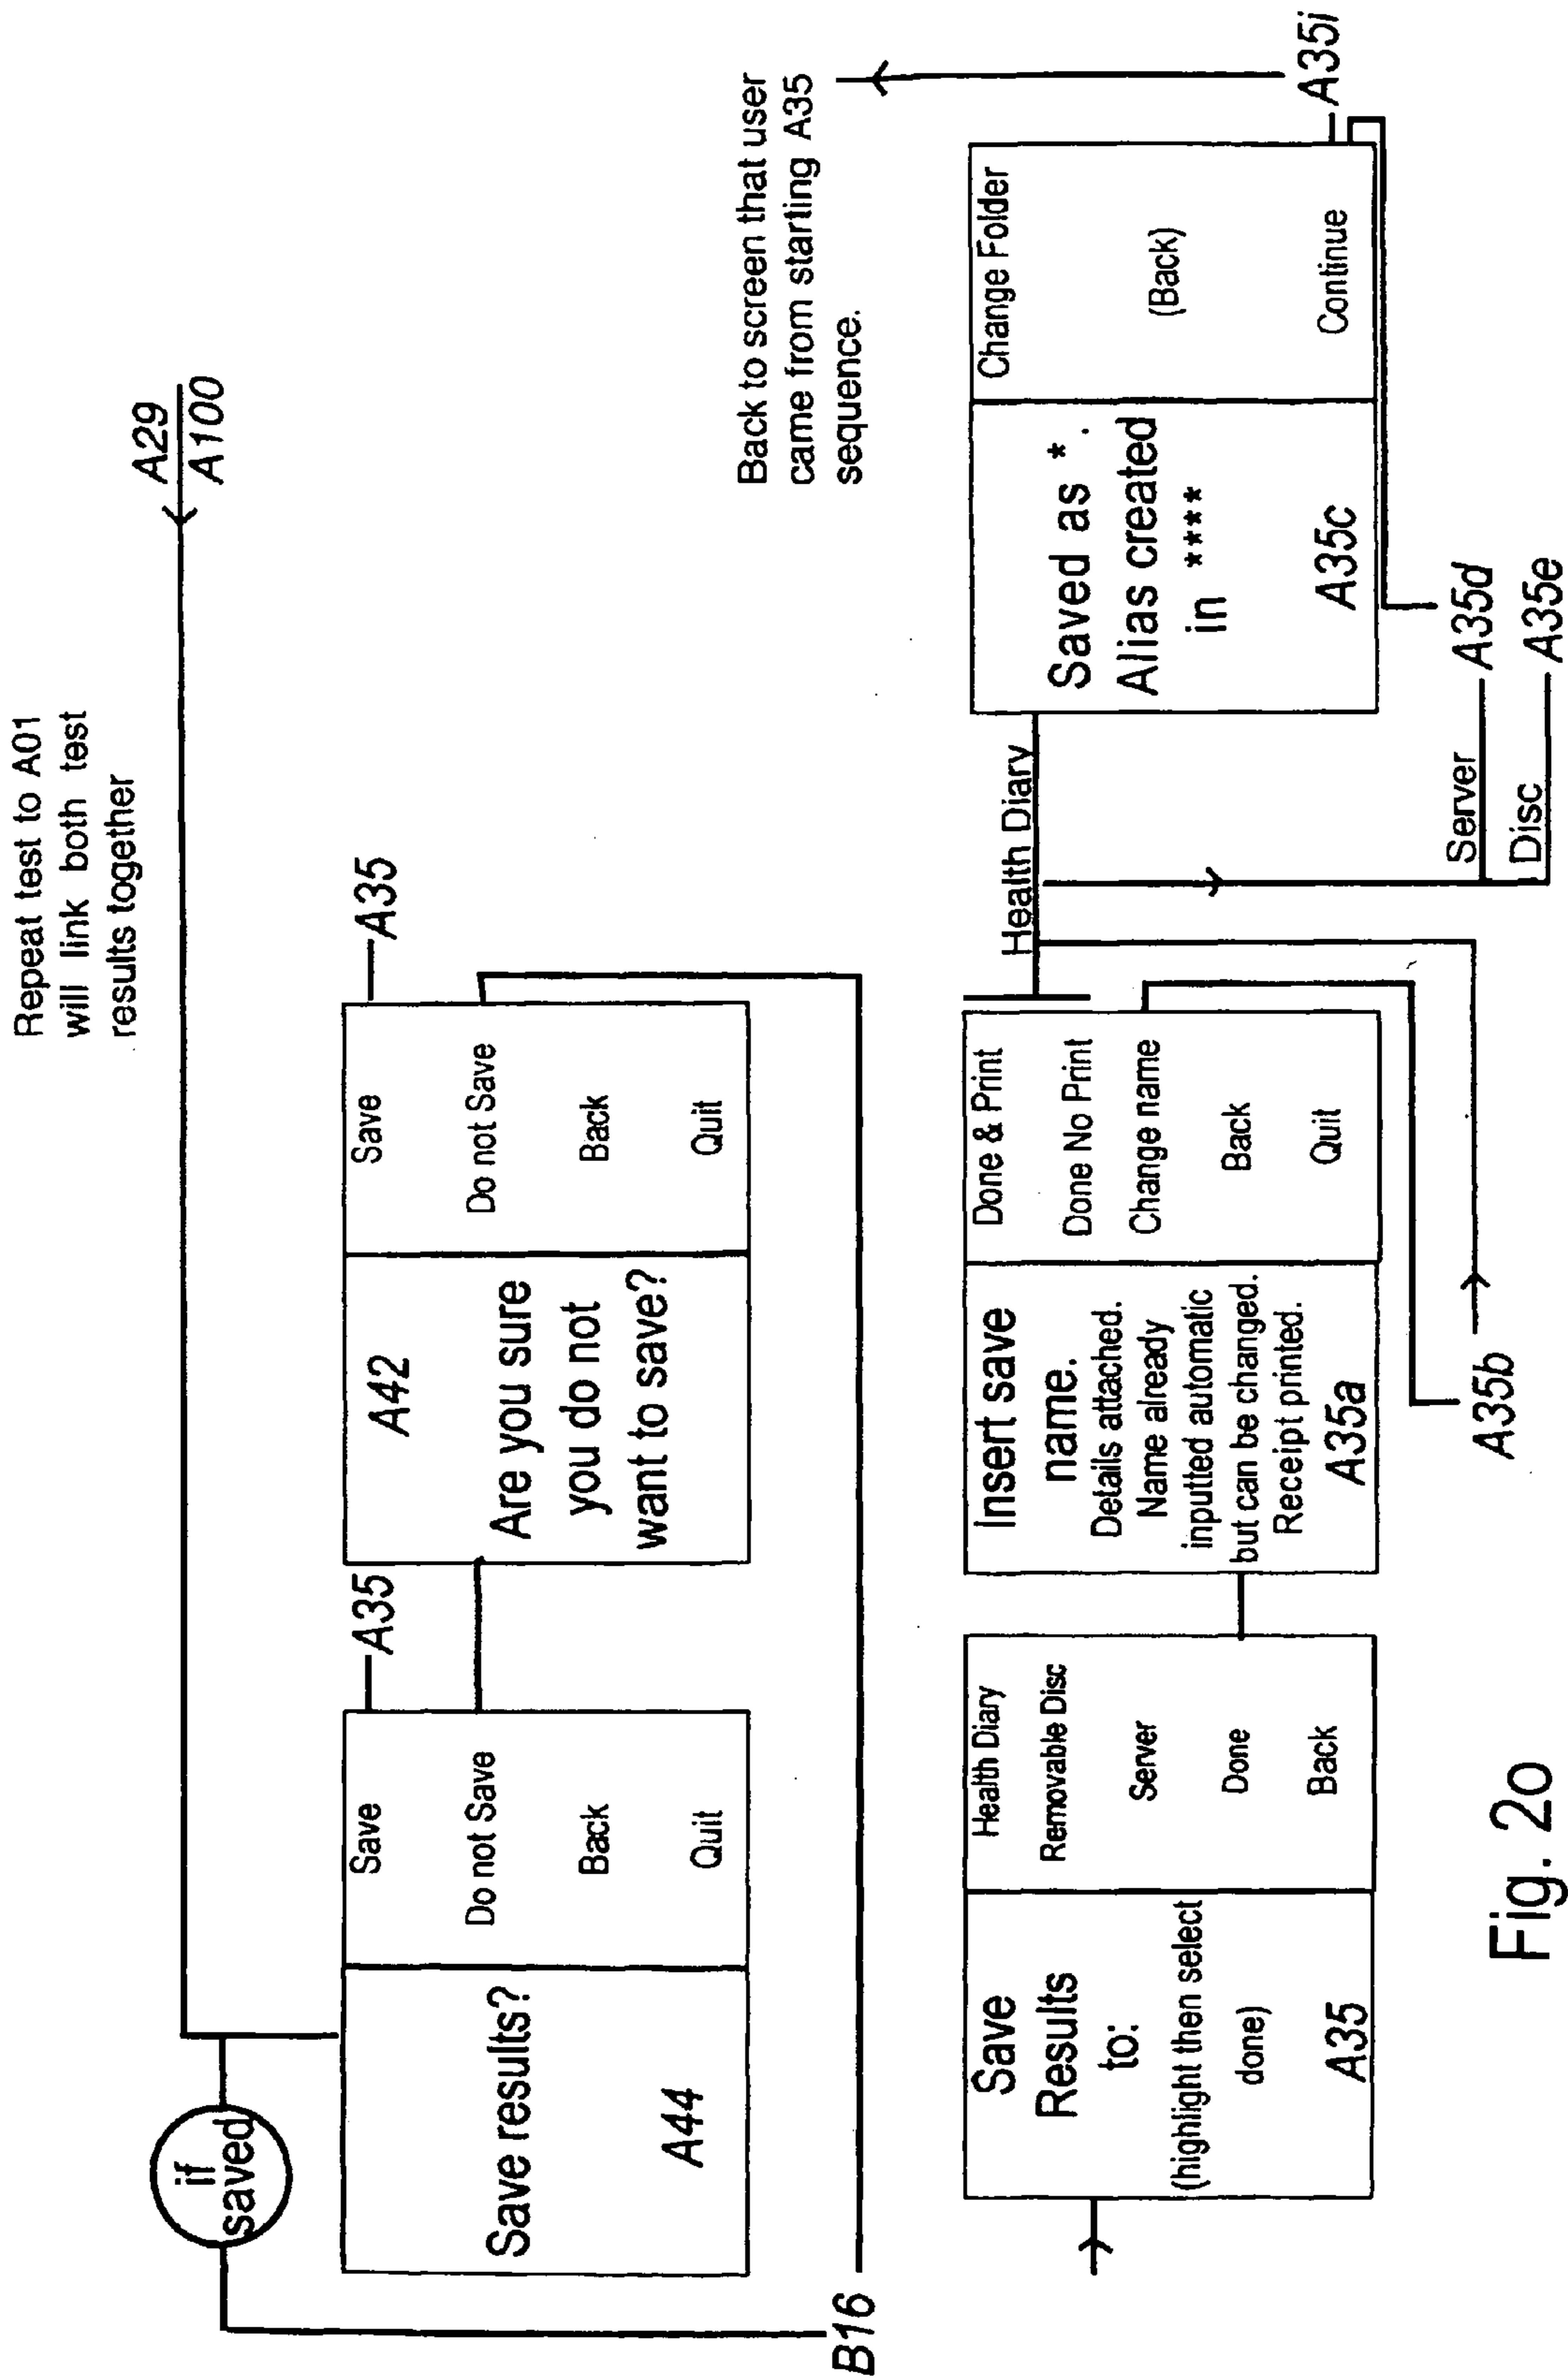 Repeat test to A01
will link both test
results together
A29
A100
if
saved
Save results?
A44
Save
Do not Save
Back
Quit
A35
A42
Are you sure
you do not
want to save?
Save
Do not Save
Back
Quit
A35
B16
Back to screen that user
came from starting A35
sequence.
Save
Results
to:
(highlight then select
done)
A35
Health Diary
Removable Disc
Server
Done
Back
Insert save
name.
Details attached.
Name already
inputted automatic
but can be changed.
Receipt printed.
A35a
Done & Print
Done No Print
Change name
Back
Quit
A35b
Health Diary
Server
A35d
Disc
A35e
Saved as *.
Alias created
in ****
A35c
Change Folder
(Back)
Continue
A35i
Fig. 2o